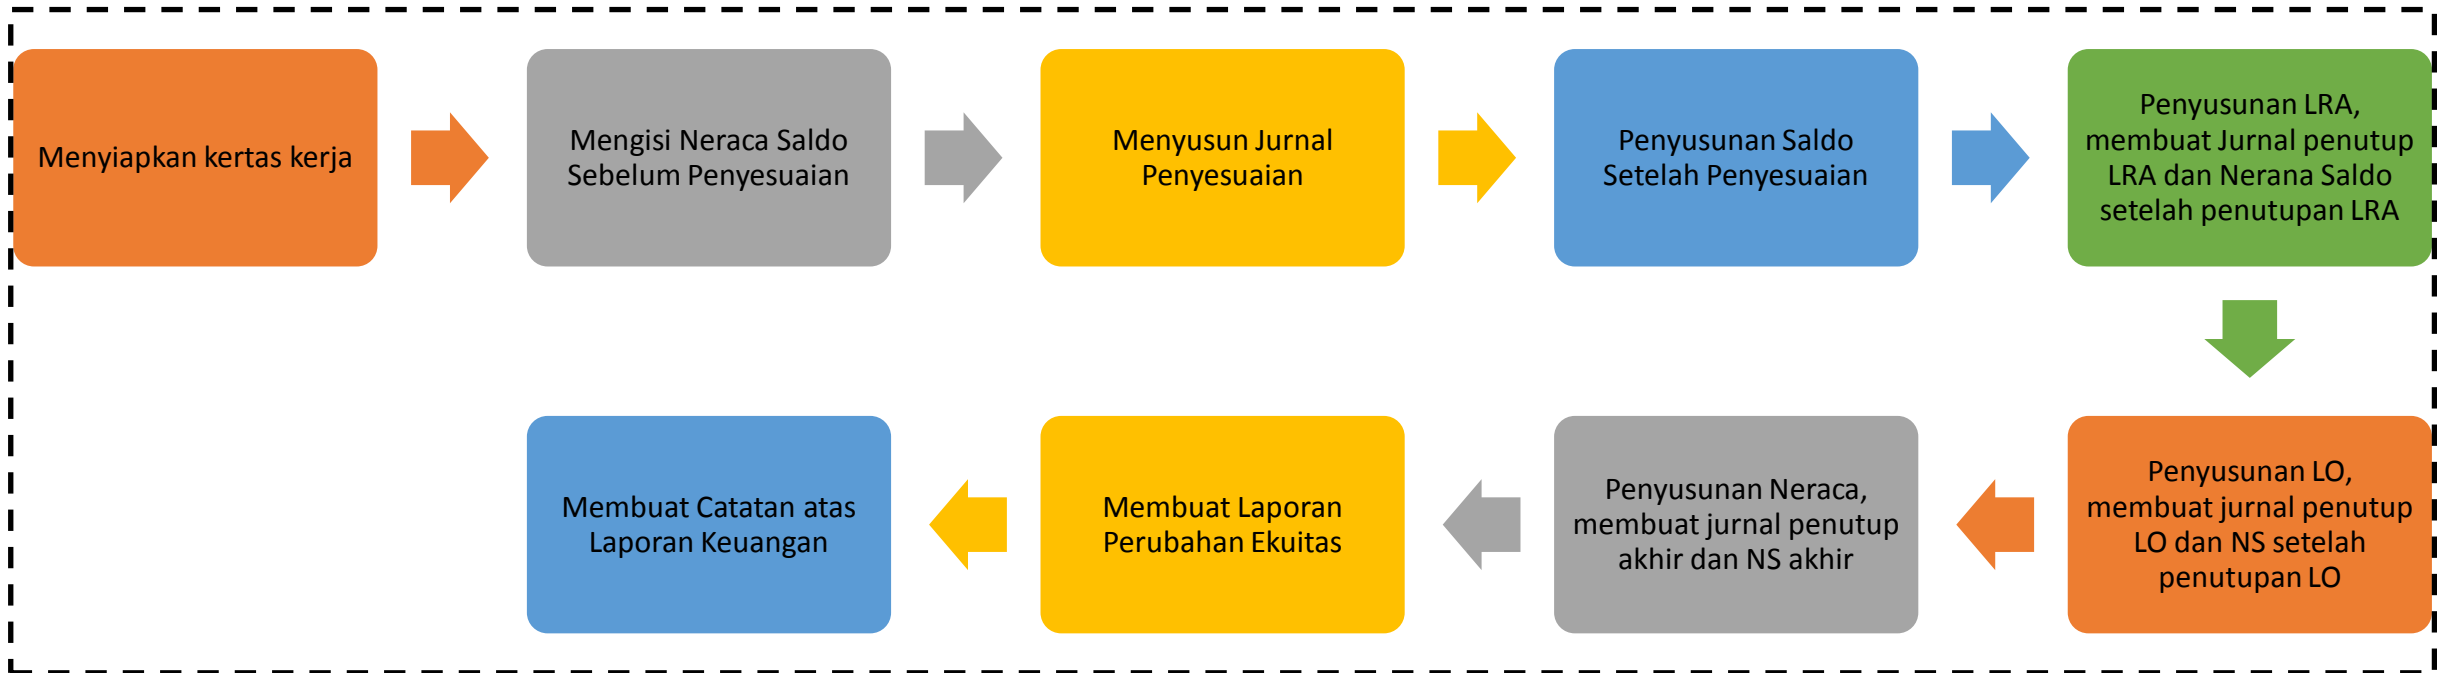 Menyiapkan kertas kerja
Mengisi Neraca Saldo
Sebelum Penyesuaian
Menyusun Jurnal
Penyesuaian
Penyusunan Saldo
Setelah Penyesuaian
Penyusunan LRA,
membuat Jurnal penutup
LRA dan Nerana Saldo
setelah penutupan LRA
Penyusunan LO,
membuat jurnal penutup
LO dan NS setelah
penutupan LO
Penyusunan Neraca,
membuat jurnal penutup
akhir dan NS akhir
Membuat Laporan
Perubahan Ekuitas
Membuat Catatan atas
Laporan Keuangan